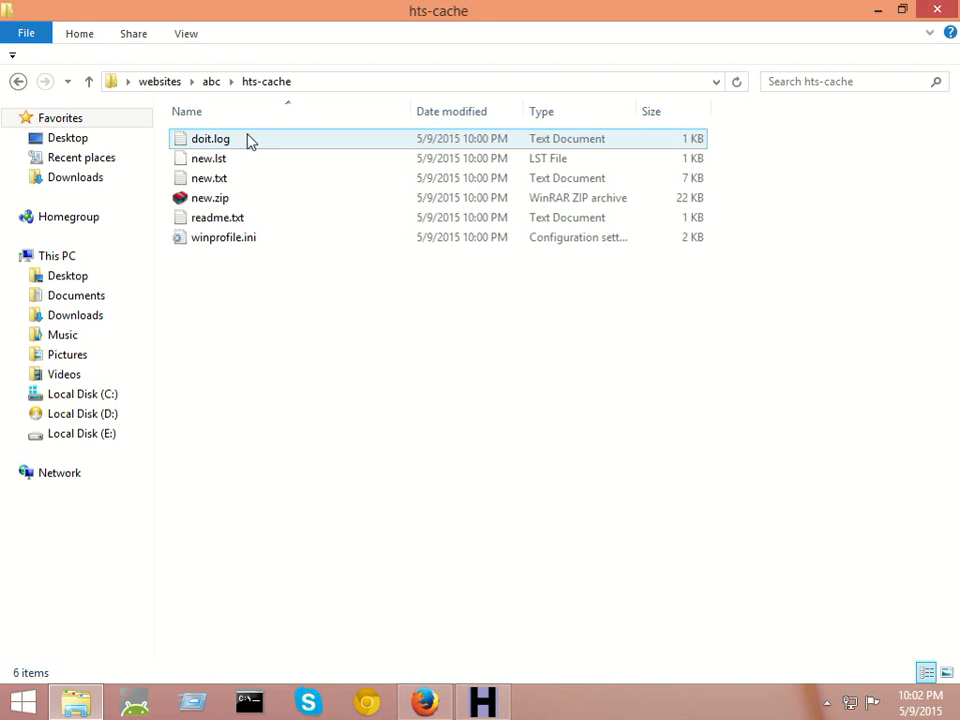 hts-cache
File Home Share View
websites abc hts-cache Search hts-cache
Name Date modified Type Size
Favorites
Desktop
Recent places
Downloads
Homegroup
This PC
Desktop
Documents
Downloads
Music
Pictures
Videos
Local Disk (C:)
Local Disk (D:)
Local Disk (E:)
Network
doit.log 5/9/2015 10:00 PM Text Document 1 KB
new.lst 5/9/2015 10:00 PM LST File 1 KB
new.txt 5/9/2015 10:00 PM Text Document 7 KB
new.zip 5/9/2015 10:00 PM WinRAR ZIP archive 22 KB
readme.txt 5/9/2015 10:00 PM Text Document 1 KB
winprofile.ini 5/9/2015 10:00 PM Configuration sett... 2 KB
6 items
10:02 PM
5/9/2015